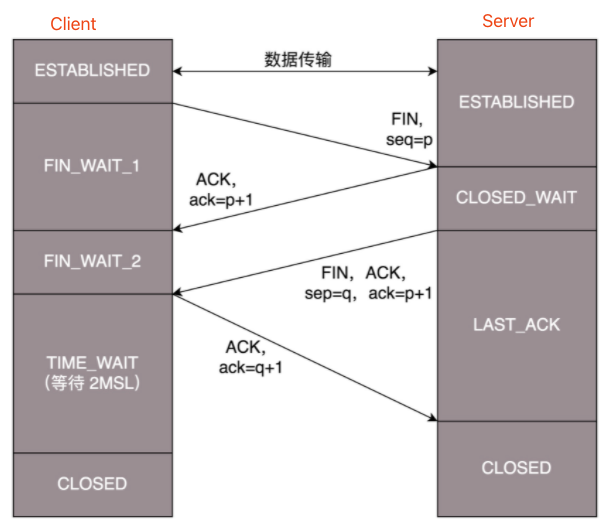 Client
Server
ESTABLISHED
数据传输
ESTABLISHED
FIN,
seq=p
FIN_WAIT_1
ACK,
ack=p+1
CLOSED_WAIT
FIN_WAIT_2
FIN, ACK,
sep=q, ack=p+1
LAST_ACK
ACK,
ack=q+1
TIME_WAIT
(等待 2MSL)
CLOSED
CLOSED